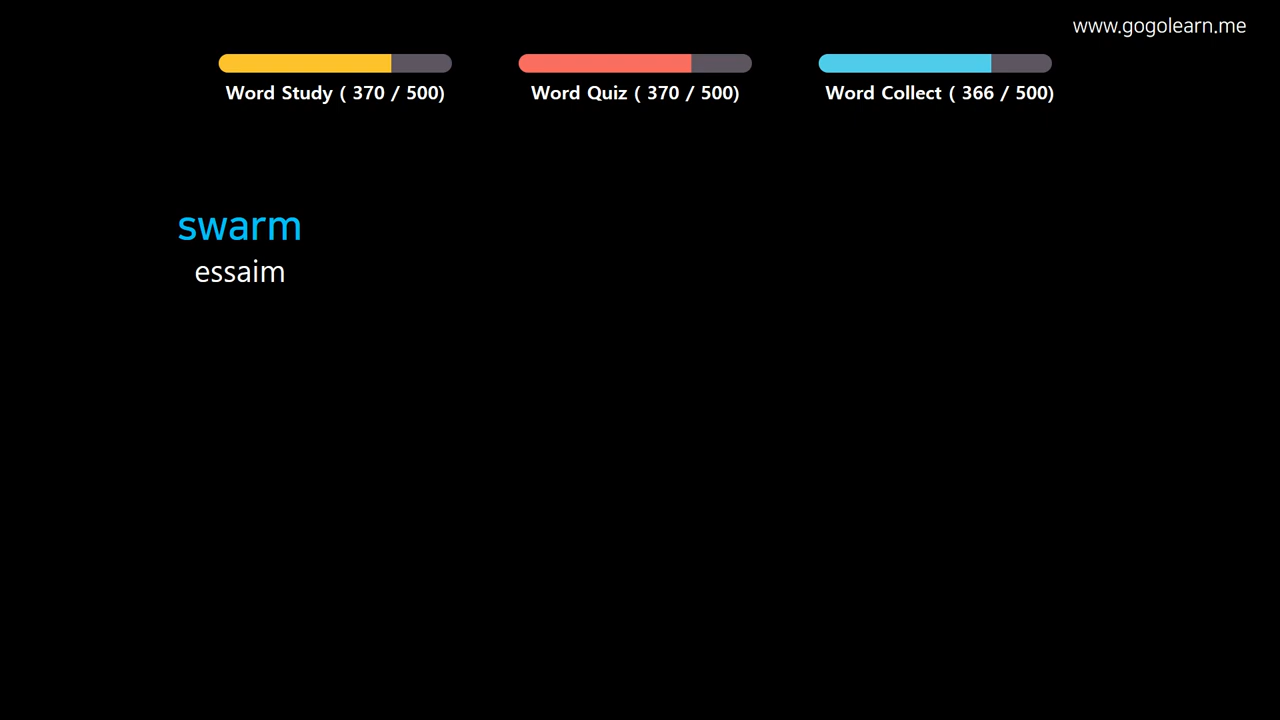 www.gogolearn.me
Word Study ( 370 / 500)
Word Quiz ( 370 / 500)
Word Collect ( 366 / 500)
swarm
essaim